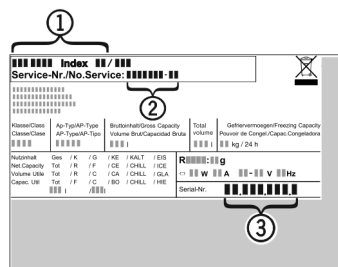 1
Index /
Service-Nr./No.Service: -
2
Klasse/Class Ap-Typ/AP-Type Bruttoinhalt/Gross Capacity Total Gefriervermoegen/Freezing Capacity
Classe/Clase AP-Type/AP-Tipo Volume Brut/Capacidad Bruta volume Pouvoir de Congel./Capac.Congeladora
l l kg / 24 h
Nutzinhalt Ges / K / G / KE / KALT / EIS
Net.Capacity Tot / R / F / CE / CHILL / ICE
Volume Utile Tot / R / C / CA / CHILL / GLA
Capac. Util Tot / F / C / BO / CHILL / HIE
l / l
R : g
W A - V Hz
Serial-Nr. . . .
3